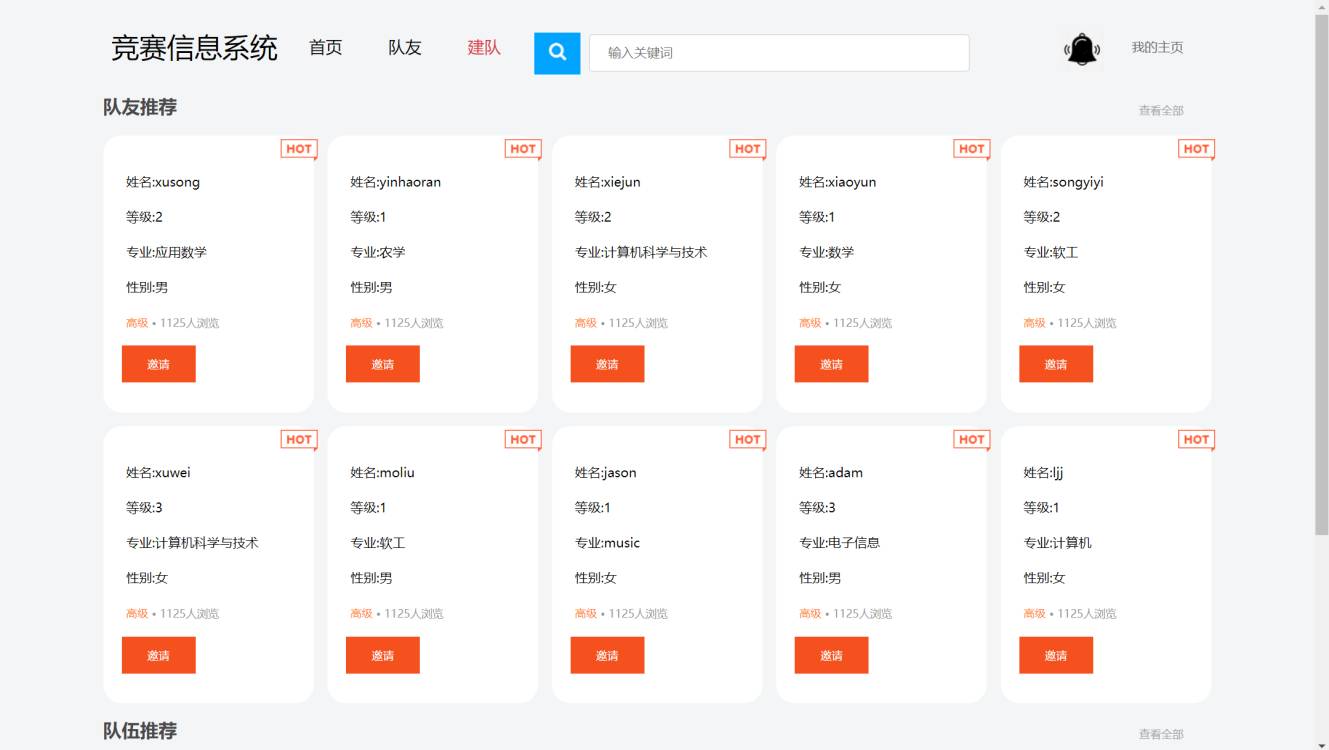 竞赛信息系统 首页 队友 建队 输入关键词 我的主页
队友推荐 查看全部
HOT HOT HOT HOT HOT
姓名:xusong 姓名:yinhaoran 姓名:xiejun 姓名:xiaoyun 姓名:songyiyi
等级:2 等级:1 等级:2 等级:1 等级:2
专业:应用数学 专业:农学 专业:计算机科学与技术 专业:数学 专业:软工
性别:男 性别:男 性别:女 性别:女 性别:女
高级 • 1125人浏览 高级 • 1125人浏览 高级 • 1125人浏览 高级 • 1125人浏览 高级 • 1125人浏览
邀请 邀请 邀请 邀请 邀请
HOT HOT HOT HOT HOT
姓名:xuwei 姓名:moliu 姓名:jason 姓名:adam 姓名:ljj
等级:3 等级:1 等级:1 等级:3 等级:1
专业:计算机科学与技术 专业:软工 专业:music 专业:电子信息 专业:计算机
性别:女 性别:男 性别:女 性别:男 性别:女
高级 • 1125人浏览 高级 • 1125人浏览 高级 • 1125人浏览 高级 • 1125人浏览 高级 • 1125人浏览
邀请 邀请 邀请 邀请 邀请
队伍推荐 查看全部